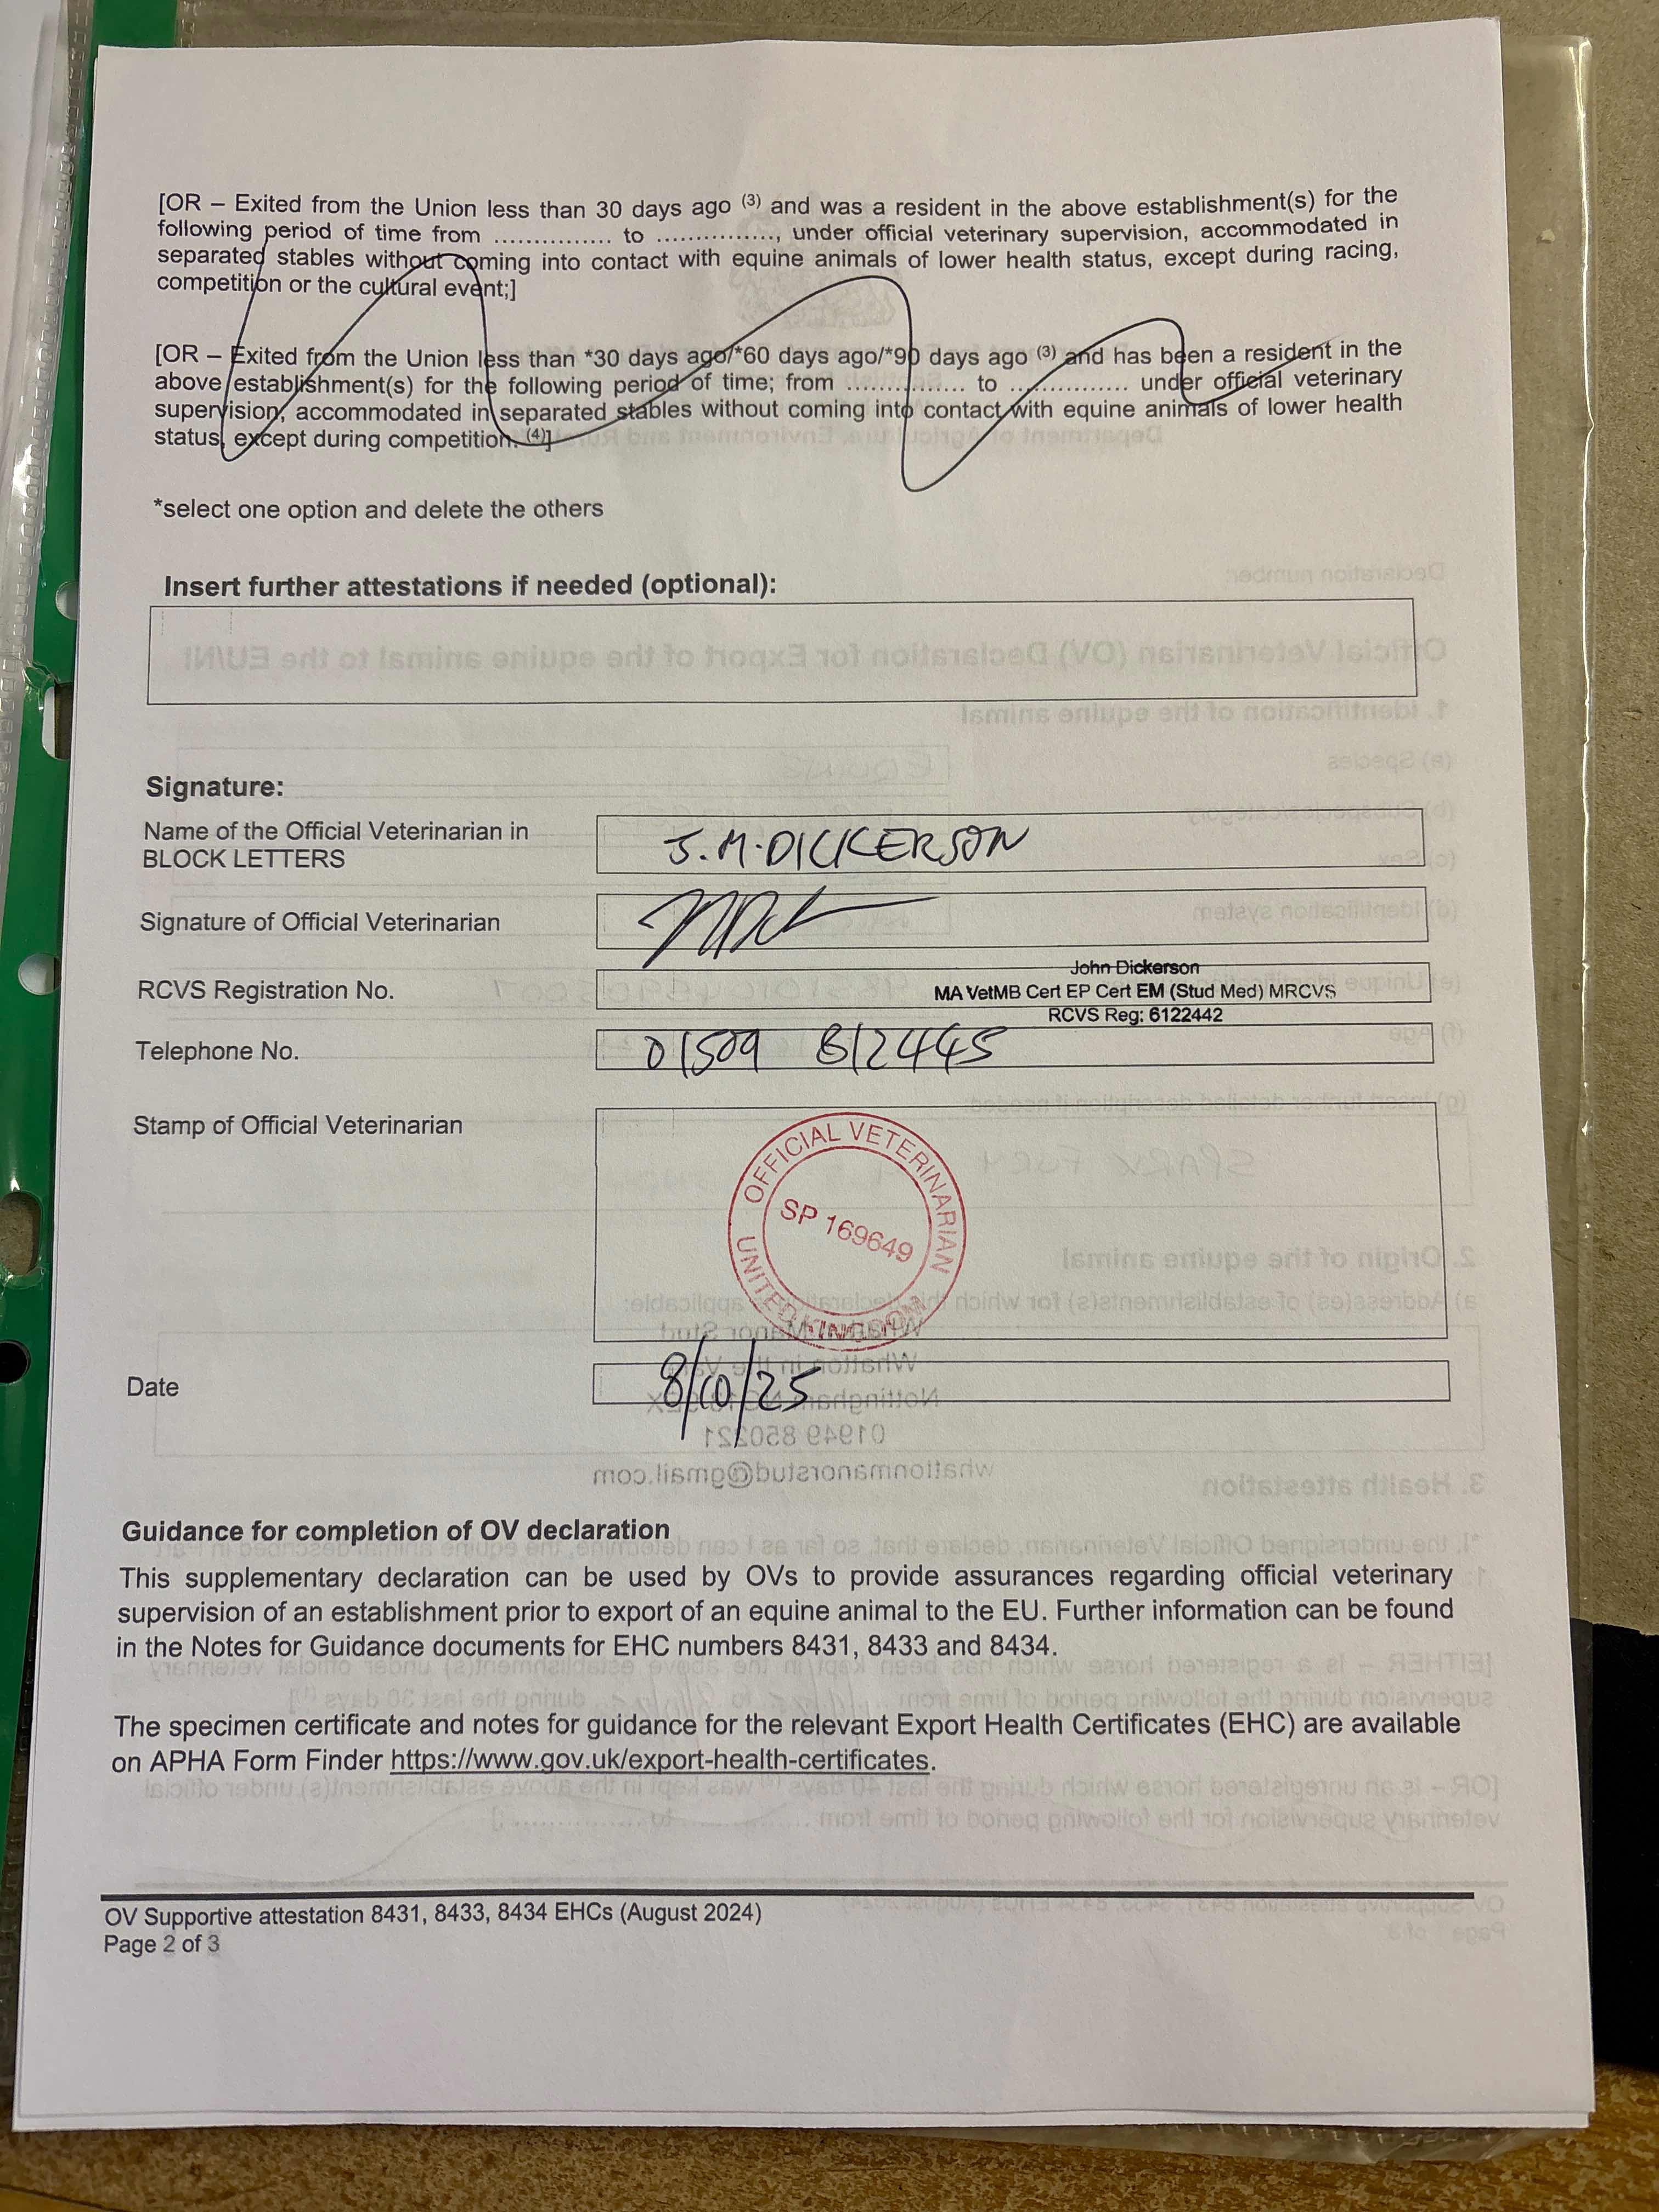 [OR – Exited from the Union less than 30 days ago (3) and was a resident in the above establishment(s) for the
following period of time from ............... to ..............., under official veterinary supervision, accommodated in
separated stables without coming into contact with equine animals of lower health status, except during racing,
competition or the cultural event;]
[OR – Exited from the Union less than *30 days ago/*60 days ago/*90 days ago (3) and has been a resident in the
above establishment(s) for the following period of time; from ............... to ............... under official veterinary
supervision, accommodated in separated stables without coming into contact with equine animals of lower health
status, except during competition. (4)]
*select one option and delete the others
Insert further attestations if needed (optional):
Signature:
Name of the Official Veterinarian in
BLOCK LETTERS
J.M.DICKERSON
Signature of Official Veterinarian
John Dickerson
RCVS Registration No.
MA VetMB Cert EP Cert EM (Stud Med) MRCVS
RCVS Reg: 6122442
Telephone No.
01509 812445
Stamp of Official Veterinarian
OFFICIAL VETERINARIAN
SP 169649
UNITED KINGDOM
Date
8/10/25
Guidance for completion of OV declaration
This supplementary declaration can be used by OVs to provide assurances regarding official veterinary
supervision of an establishment prior to export of an equine animal to the EU. Further information can be found
in the Notes for Guidance documents for EHC numbers 8431, 8433 and 8434.
The specimen certificate and notes for guidance for the relevant Export Health Certificates (EHC) are available
on APHA Form Finder https://www.gov.uk/export-health-certificates.
OV Supportive attestation 8431, 8433, 8434 EHCs (August 2024)
Page 2 of 3